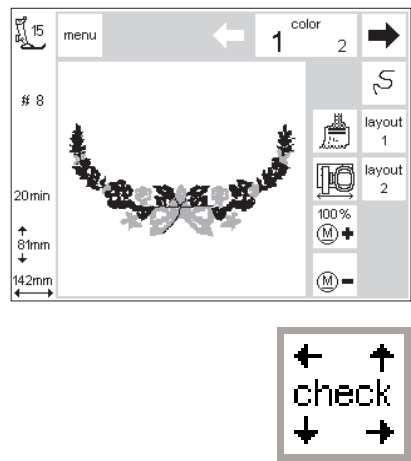 15
menu
color
1 2
# 8
layout
1
layout
2
20min
100%
M +
81mm
142mm
M -
check